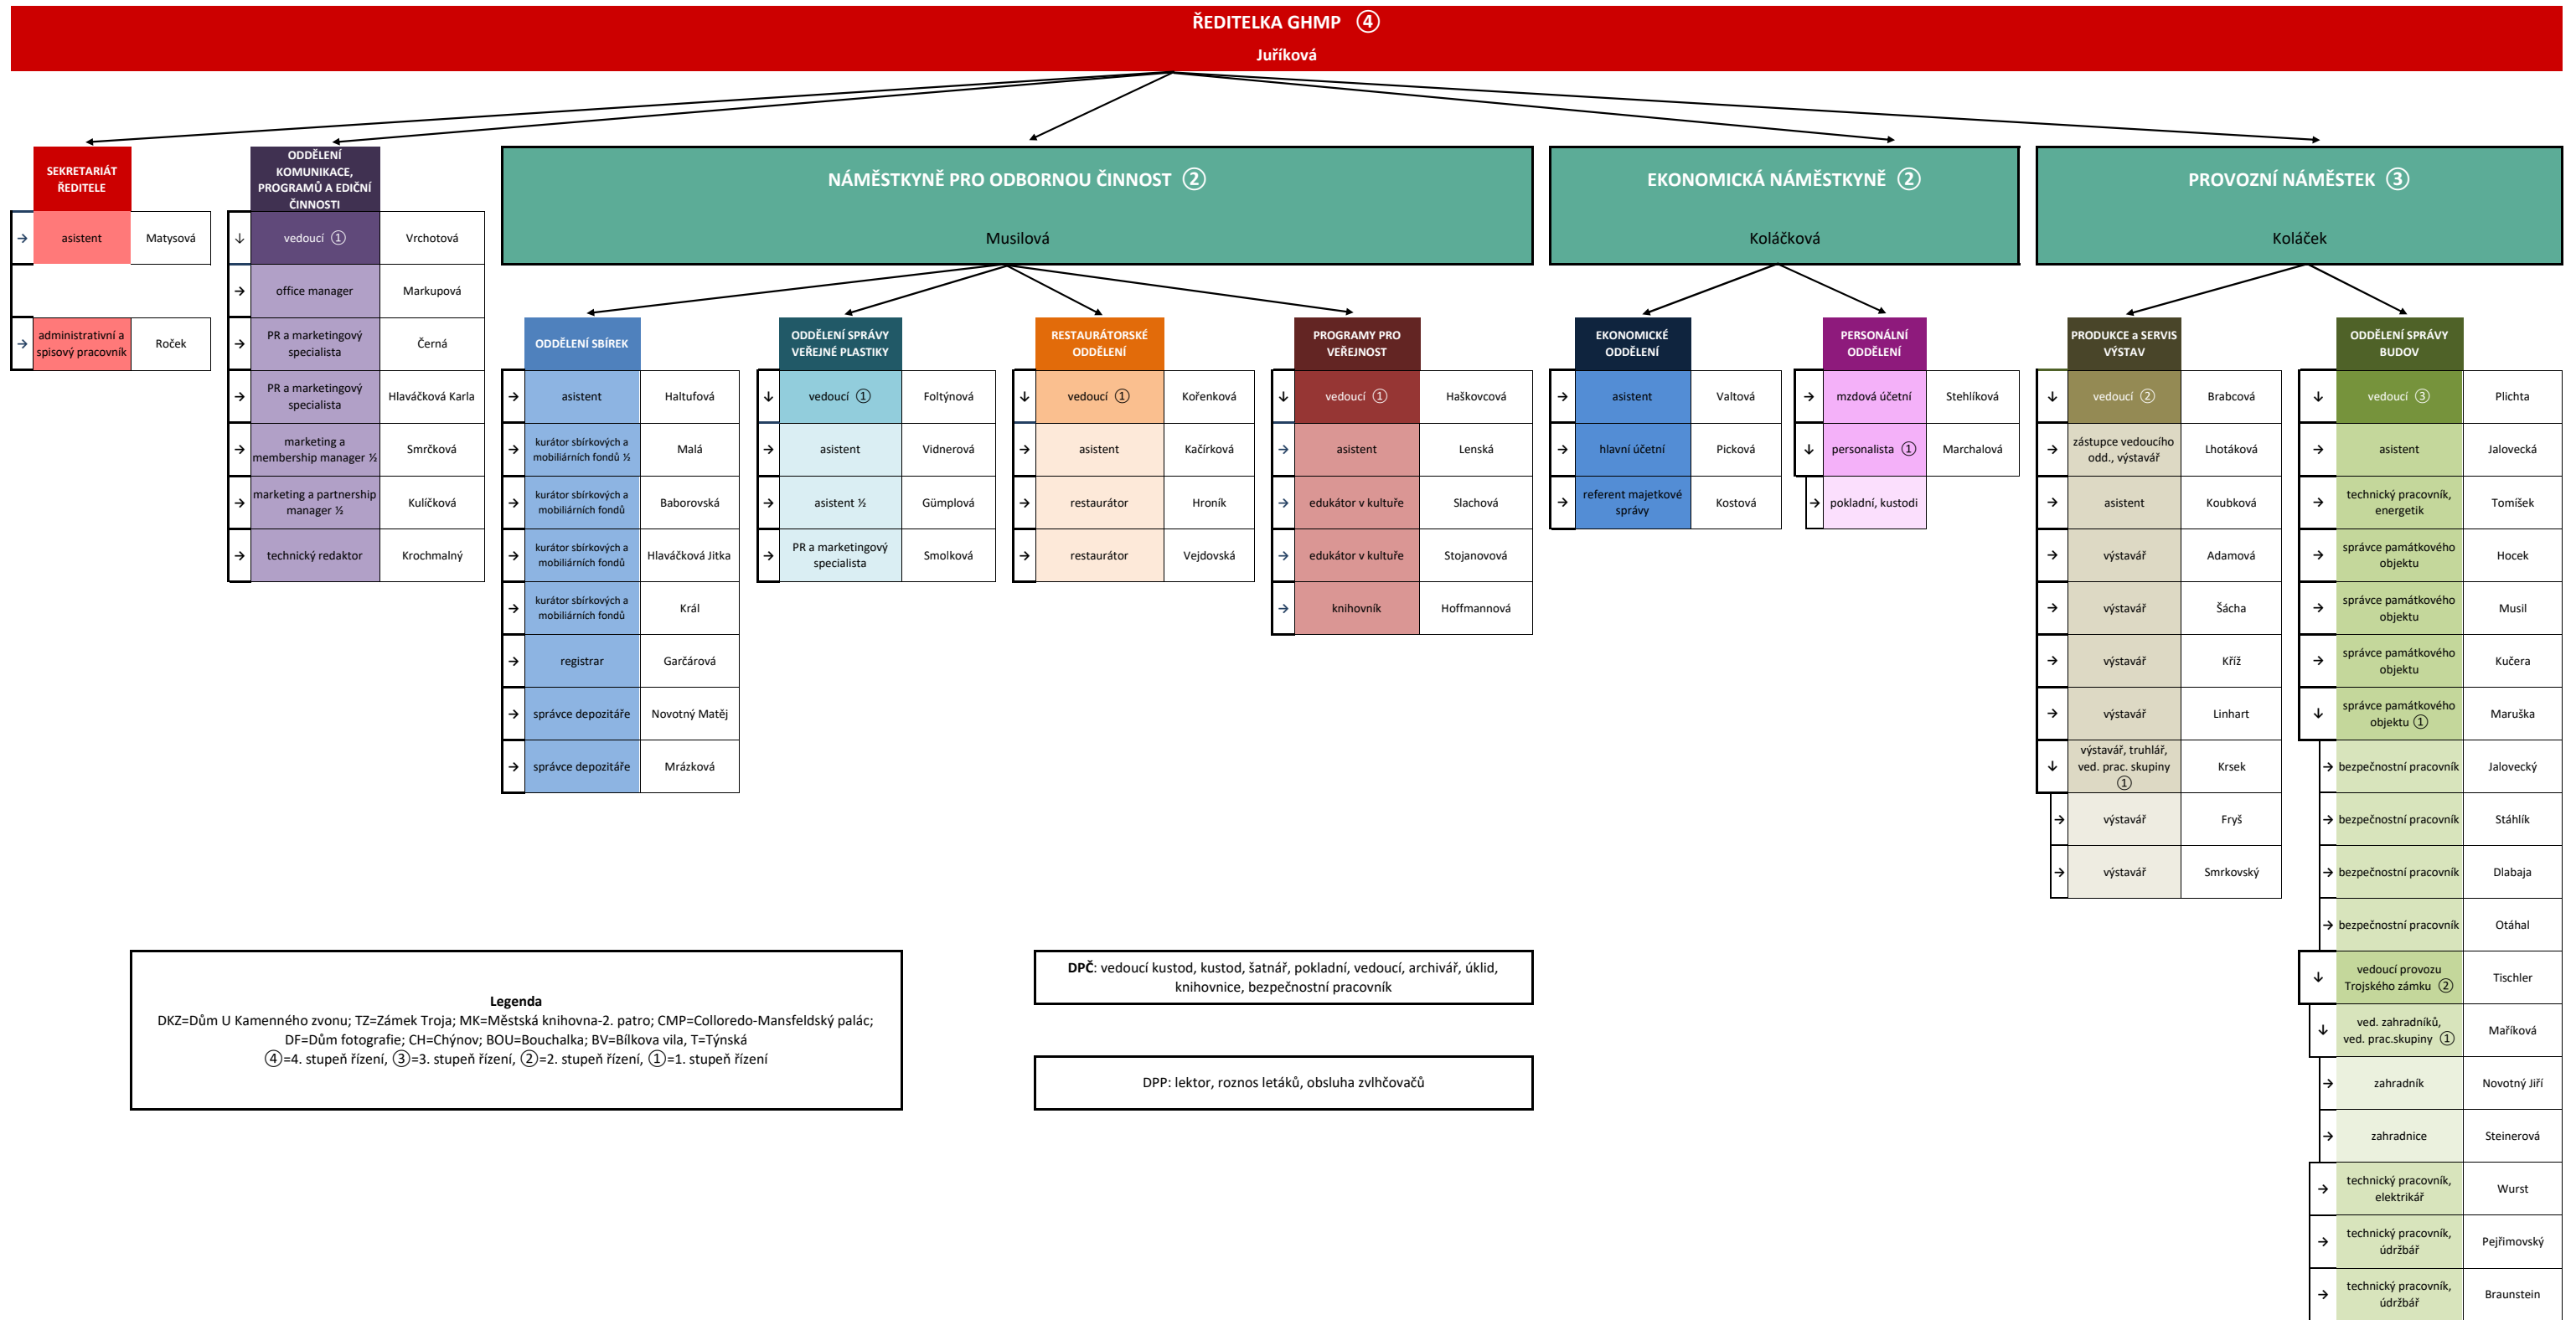 ŘEDITELKA GHMP ④
Juříková
SEKRETARIÁT
ŘEDITELE
→ asistent Matysová
→ administrativní a
spisový pracovník Roček
ODDĚLENÍ
KOMUNIKACE,
PROGRAMŮ A EDIČNÍ
ČINNOSTI
↓ vedoucí ① Vrchotová
→ office manager Markupová
→ PR a marketingový
specialista Černá
→ PR a marketingový
specialista Hlaváčková Karla
→ marketing a
membership manager ½ Smrčková
→ marketing a partnership
manager ½ Kulíčková
→ technický redaktor Krochmalný
NÁMĚSTKYNĚ PRO ODBORNOU ČINNOST ②
Musilová
ODDĚLENÍ SBÍREK
→ asistent Haltufová
→ kurátor sbírkových a
mobiliárních fondů ½ Malá
→ kurátor sbírkových a
mobiliárních fondů Baborovská
→ kurátor sbírkových a
mobiliárních fondů Hlaváčková Jitka
→ kurátor sbírkových a
mobiliárních fondů Král
→ registrar Garčárová
→ správce depozitáře Novotný Matěj
→ správce depozitáře Mrázková
ODDĚLENÍ SPRÁVY
VEŘEJNÉ PLASTIKY
↓ vedoucí ① Foltýnová
→ asistent Vidnerová
→ asistent ½ Gümplová
→ PR a marketingový
specialista Smolková
RESTAURÁTORSKÉ
ODDĚLENÍ
↓ vedoucí ① Kořenková
→ asistent Kačírková
→ restaurátor Hroník
→ restaurátor Vejdovská
PROGRAMY PRO
VEŘEJNOST
↓ vedoucí ① Haškovcová
→ asistent Lenská
→ edukátor v kultuře Slachová
→ edukátor v kultuře Stojanovová
→ knihovník Hoffmannová
EKONOMICKÁ NÁMĚSTKYNĚ ②
Koláčková
EKONOMICKÉ
ODDĚLENÍ
→ asistent Valtová
→ hlavní účetní Picková
→ referent majetkové
správy Kostová
PERSONÁLNÍ
ODDĚLENÍ
→ mzdová účetní Stehlíková
↓ personalista ① Marchalová
→ pokladní, kustodi
PROVOZNÍ NÁMĚSTEK ③
Koláček
PRODUKCE a SERVIS
VÝSTAV
↓ vedoucí ② Brabcová
→ zástupce vedoucího
odd., výstavář Lhotáková
→ asistent Koubková
→ výstavář Adamová
→ výstavář Šácha
→ výstavář Kříž
→ výstavář Linhart
↓ výstavář, truhlář,
ved. prac. skupiny
① Krsek
→ výstavář Fryš
→ výstavář Smrkovský
ODDĚLENÍ SPRÁVY
BUDOV
↓ vedoucí ③ Plichta
→ asistent Jalovecká
→ technický pracovník,
energetik Tomíšek
→ správce památkového
objektu Hocek
→ správce památkového
objektu Musil
→ správce památkového
objektu Kučera
↓ správce památkového
objektu ① Maruška
→ bezpečnostní pracovník Jalovecký
→ bezpečnostní pracovník Stáhlík
→ bezpečnostní pracovník Dlabaja
→ bezpečnostní pracovník Otáhal
↓ vedoucí provozu
Trojského zámku ② Tischler
↓ ved. zahradníků,
ved. prac.skupiny ① Maříková
→ zahradník Novotný Jiří
→ zahradnice Steinerová
→ technický pracovník,
elektrikář Wurst
→ technický pracovník,
údržbář Pejřimovský
→ technický pracovník,
údržbář Braunstein
Legenda
DKZ=Dům U Kamenného zvonu; TZ=Zámek Troja; MK=Městská knihovna-2. patro; CMP=Colloredo-Mansfeldský palác;
DF=Dům fotografie; CH=Chýnov; BOU=Bouchalka; BV=Bílkova vila, T=Týnská
④=4. stupeň řízení, ③=3. stupeň řízení, ②=2. stupeň řízení, ①=1. stupeň řízení
DPČ: vedoucí kustod, kustod, šatnář, pokladní, vedoucí, archivář, úklid,
knihovnice, bezpečnostní pracovník
DPP: lektor, roznos letáků, obsluha zvlhčovačů